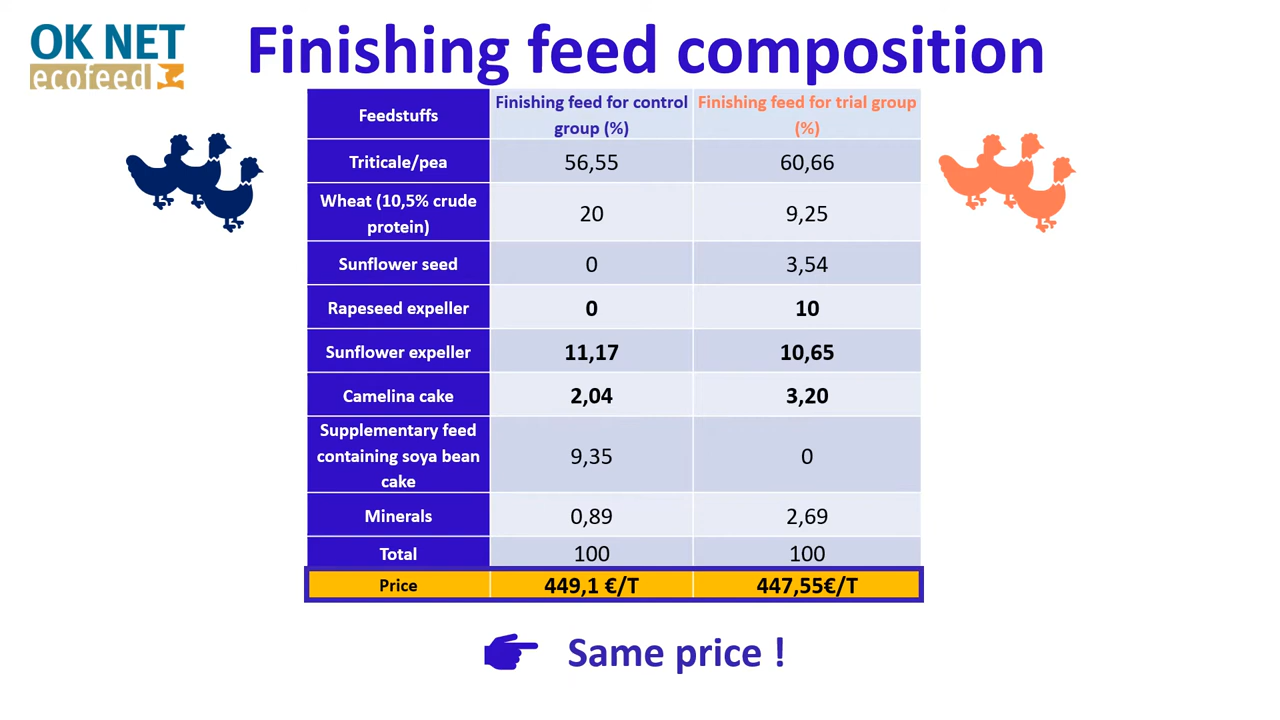 OK NET
ecofeed
Finishing feed composition
Feedstuffs
Finishing feed for control
group (%)
Finishing feed for trial group
(%)
Triticale/pea
56,55
60,66
Wheat (10,5% crude
protein)
20
9,25
Sunflower seed
0
3,54
Rapeseed expeller
0
10
Sunflower expeller
11,17
10,65
Camelina cake
2,04
3,20
Supplementary feed
containing soya bean
cake
9,35
0
Minerals
0,89
2,69
Total
100
100
Price
449,1 €/T
447,55€/T
Same price !